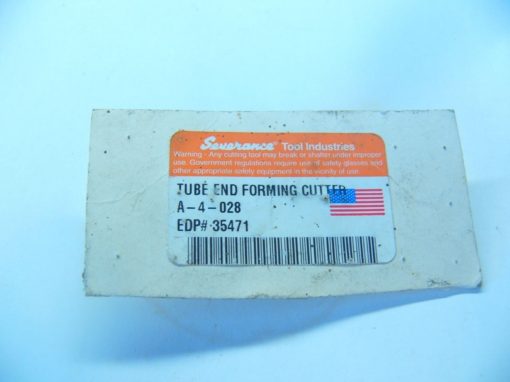 Severance® Tool Industries
Warning - Any cutting tool may break or shatter under improper
use. Government regulations require use of safety glasses and
other appropriate safety equipment in the vicinity of use.
TUBE END FORMING CUTTER
A-4-028
EDP# 35471